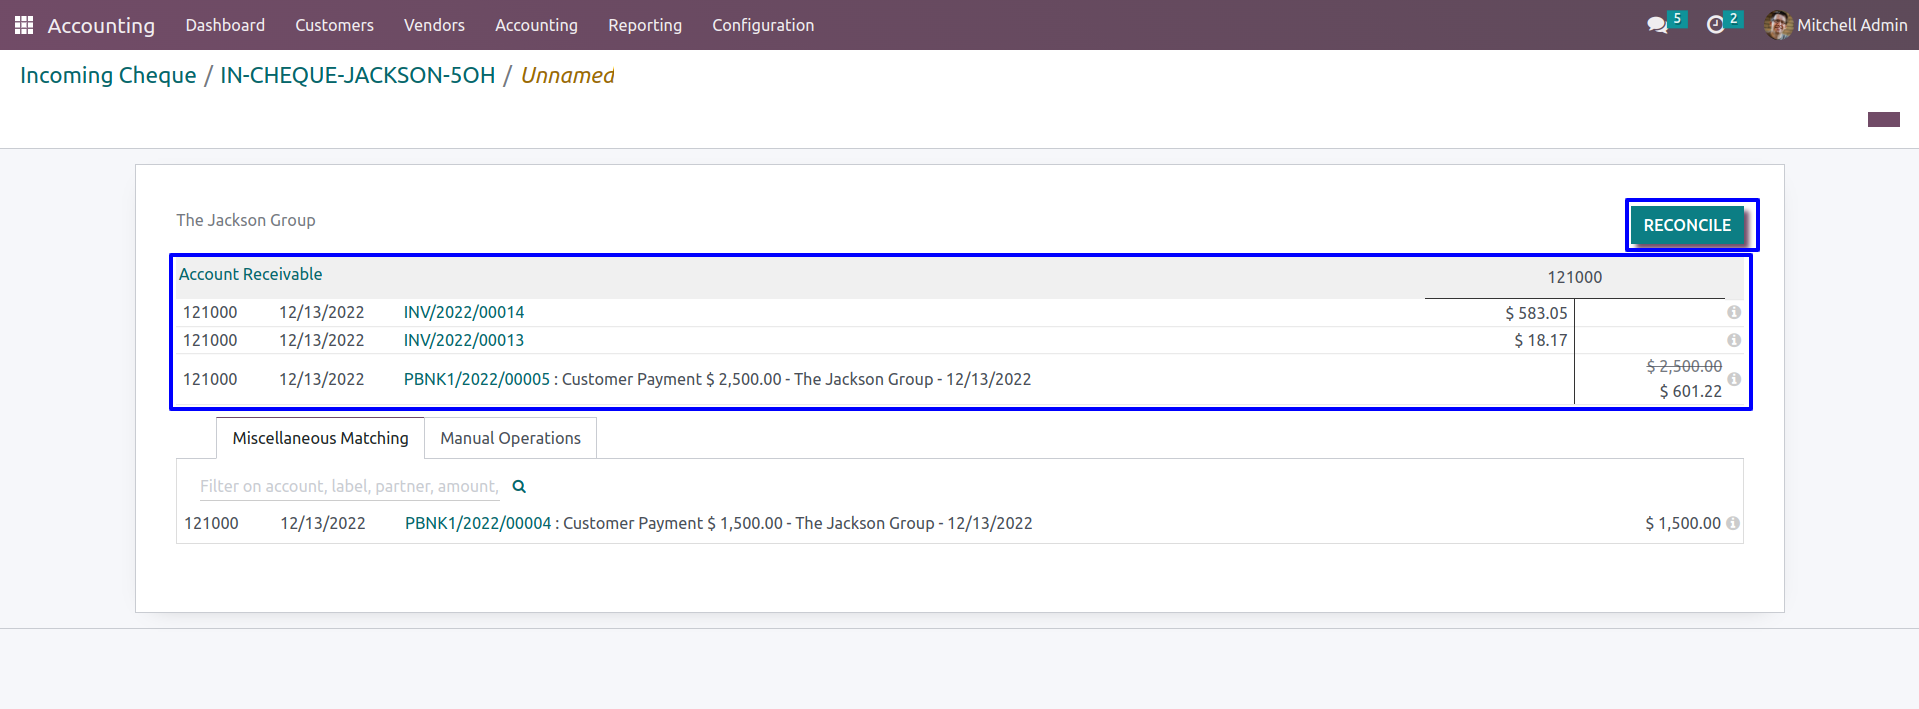 Accounting Dashboard Customers Vendors Accounting Reporting Configuration 5 2 Mitchell Admin
Incoming Cheque / IN-CHEQUE-JACKSON-5OH / Unnamed
The Jackson Group
RECONCILE
Account Receivable 121000
121000 12/13/2022 INV/2022/00014 $ 583.05
121000 12/13/2022 INV/2022/00013 $ 18.17
$ 2,500.00
121000 12/13/2022 PBNK1/2022/00005 : Customer Payment $ 2,500.00 - The Jackson Group - 12/13/2022
$ 601.22
Miscellaneous Matching Manual Operations
Filter on account, label, partner, amount,
121000 12/13/2022 PBNK1/2022/00004 : Customer Payment $ 1,500.00 - The Jackson Group - 12/13/2022 $ 1,500.00